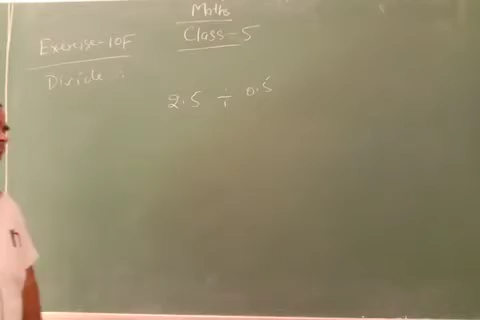 Maths
Class-5
Exercise-10F
Divide :
2.5 ÷ 0.5